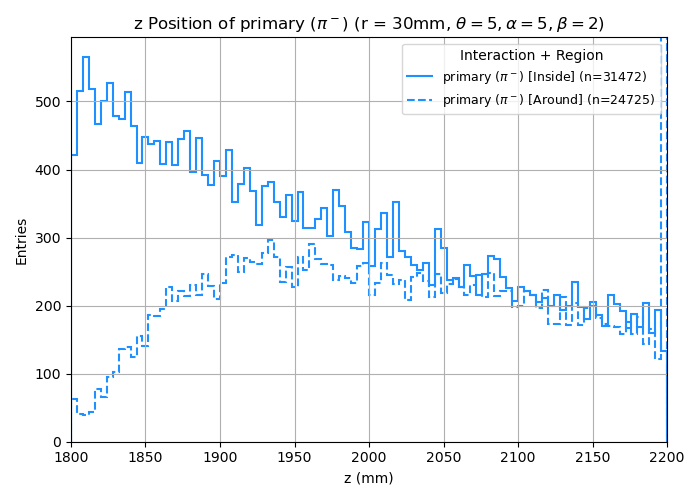 z Position of primary (π⁻) (r = 30mm, θ = 5, α = 5, β = 2)
Interaction + Region
primary (π⁻) [Inside] (n=31472)
primary (π⁻) [Around] (n=24725)
Entries
500
400
300
200
100
0
1800 1850 1900 1950 2000 2050 2100 2150 2200
z (mm)